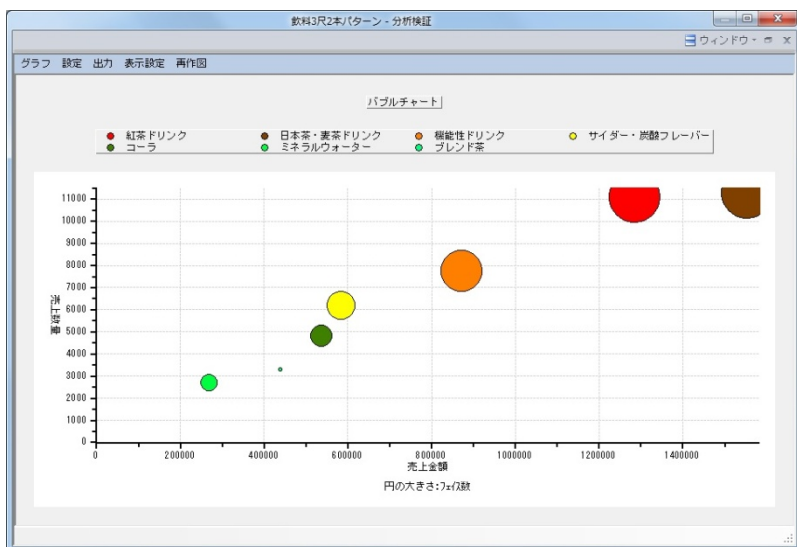 飲料3尺2本パターン - 分析検証
ウィンドウ
グラフ 設定 出力 表示設定 再作図
バブルチャート
紅茶ドリンク 日本茶・麦茶ドリンク 機能性ドリンク サイダー・炭酸フレーバー
コーラ ミネラルウォーター ブレンド茶
11000
10000
9000
8000
7000
6000
5000
4000
3000
2000
1000
0
売上数量
0 200000 400000 600000 800000 1000000 1200000 1400000
売上金額
円の大きさ:フェイス数